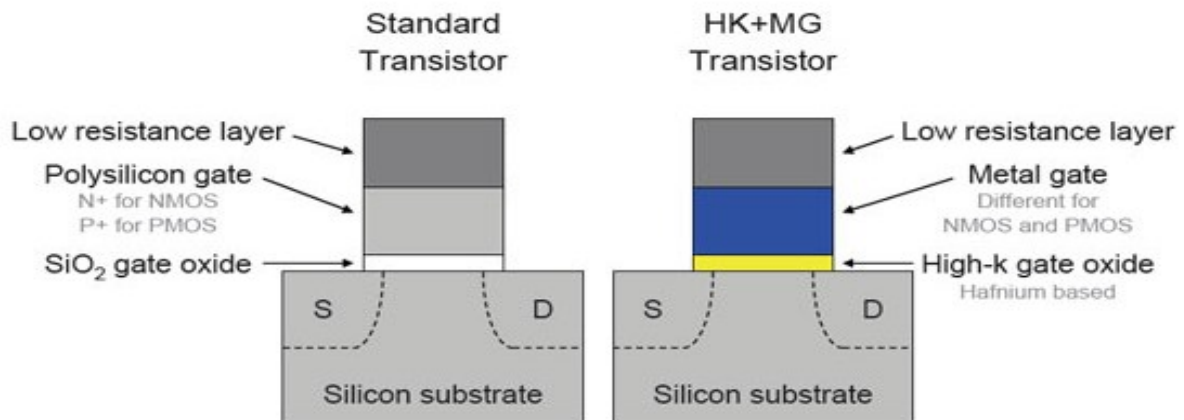 Standard
Transistor
Low resistance layer
Polysilicon gate
N+ for NMOS
P+ for PMOS
SiO₂ gate oxide
S
D
Silicon substrate
HK+MG
Transistor
Low resistance layer
Metal gate
Different for
NMOS and PMOS
High-k gate oxide
Hafnium based
S
D
Silicon substrate